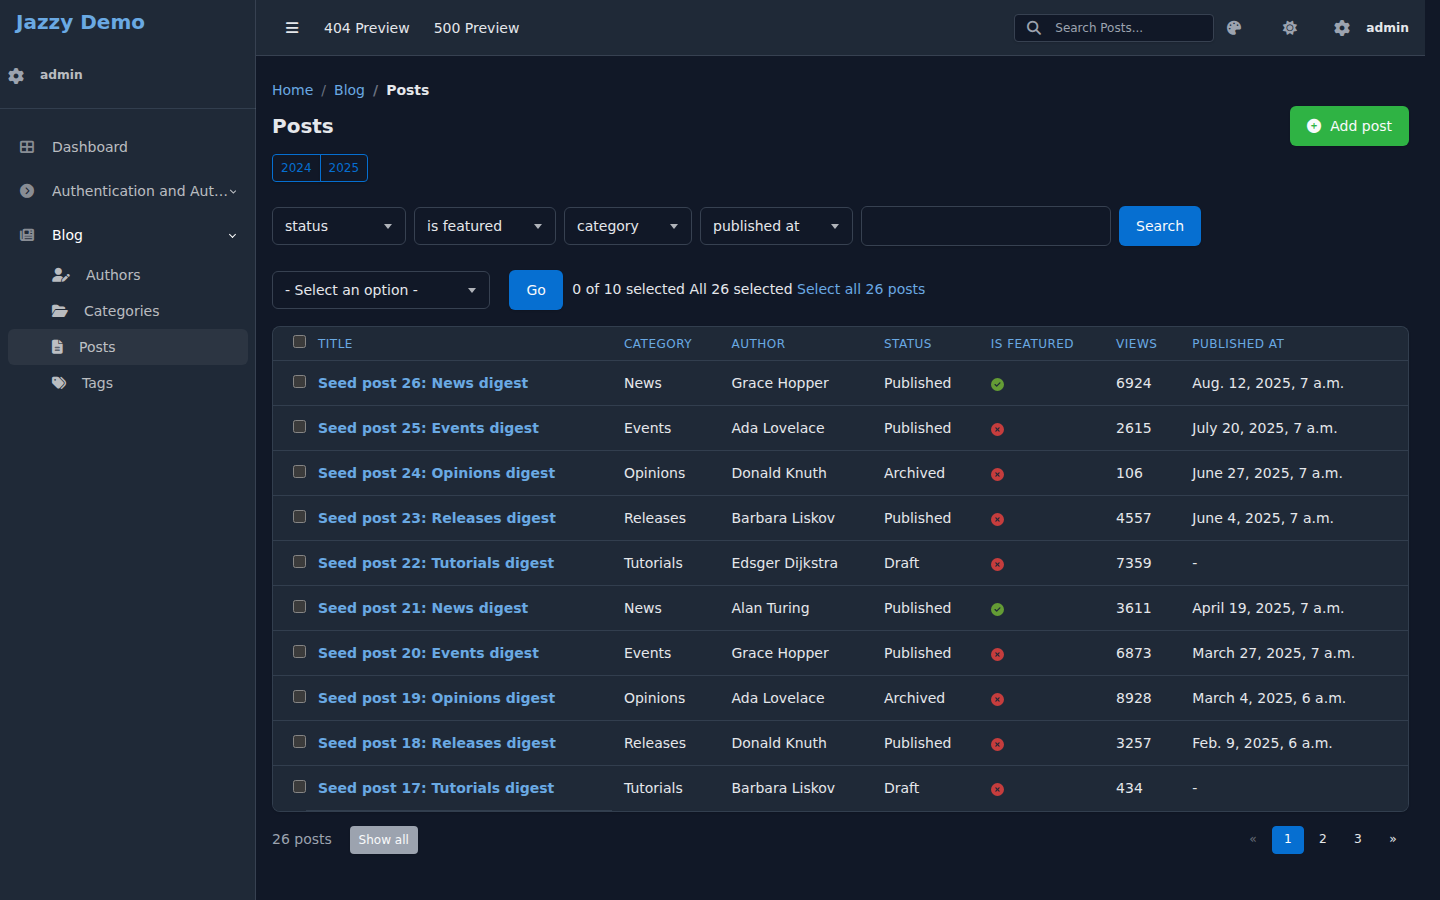 Jazzy Demo
admin
Dashboard
Authentication and Aut...
Blog
Authors
Categories
Posts
Tags
404 Preview
500 Preview
Search Posts...
admin
Home / Blog / Posts
Posts
Add post
2024
2025
status
is featured
category
published at
Search
- Select an option -
Go
0 of 10 selected All 26 selected Select all 26 posts
TITLE CATEGORY AUTHOR STATUS IS FEATURED VIEWS PUBLISHED AT
Seed post 26: News digest News Grace Hopper Published 6924 Aug. 12, 2025, 7 a.m.
Seed post 25: Events digest Events Ada Lovelace Published 2615 July 20, 2025, 7 a.m.
Seed post 24: Opinions digest Opinions Donald Knuth Archived 106 June 27, 2025, 7 a.m.
Seed post 23: Releases digest Releases Barbara Liskov Published 4557 June 4, 2025, 7 a.m.
Seed post 22: Tutorials digest Tutorials Edsger Dijkstra Draft 7359 -
Seed post 21: News digest News Alan Turing Published 3611 April 19, 2025, 7 a.m.
Seed post 20: Events digest Events Grace Hopper Published 6873 March 27, 2025, 7 a.m.
Seed post 19: Opinions digest Opinions Ada Lovelace Archived 8928 March 4, 2025, 6 a.m.
Seed post 18: Releases digest Releases Donald Knuth Published 3257 Feb. 9, 2025, 6 a.m.
Seed post 17: Tutorials digest Tutorials Barbara Liskov Draft 434 -
26 posts
Show all
« 1 2 3 »